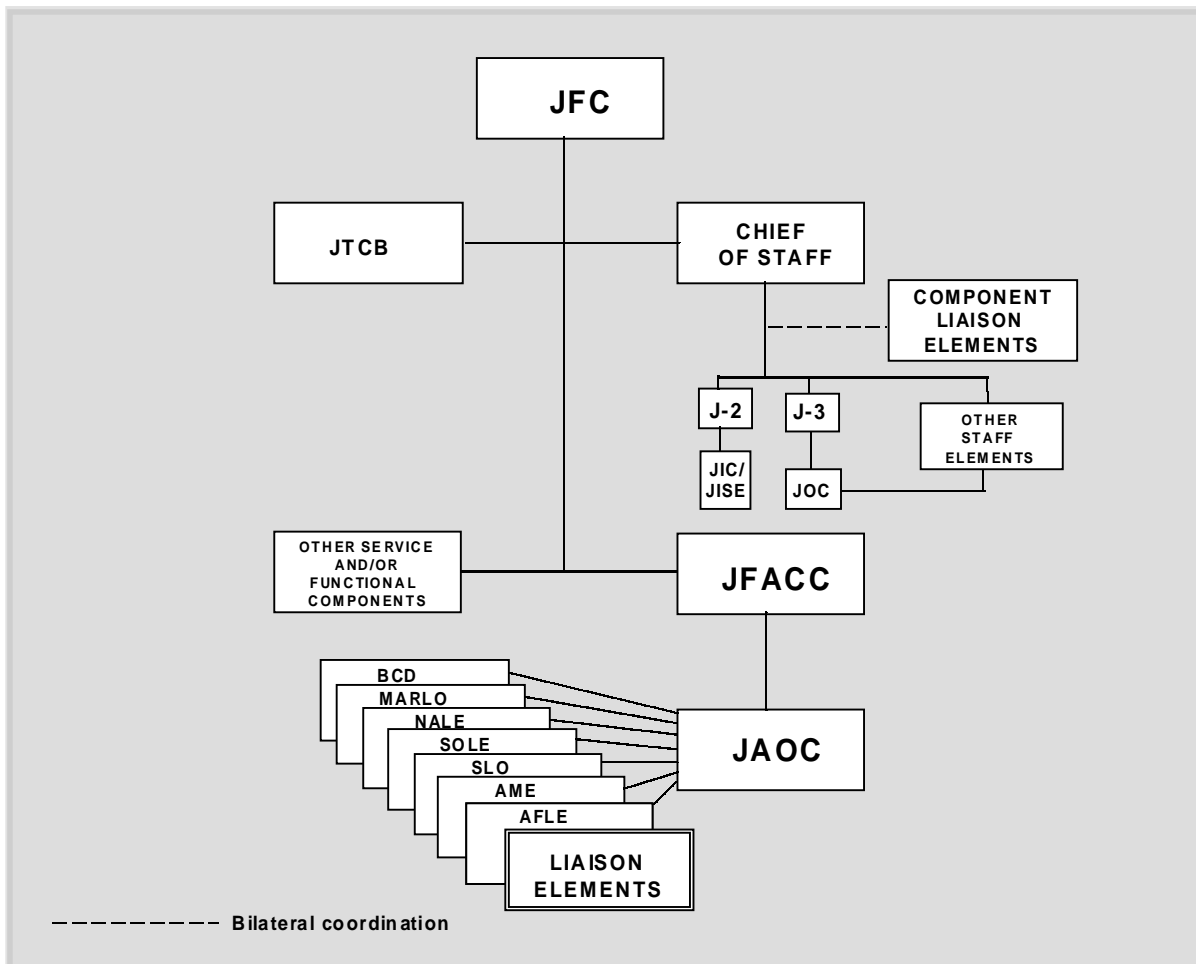 JFC
JTCB
CHIEF
OF STAFF
COMPONENT
LIAISON
ELEMENTS
J-2
J-3
OTHER
STAFF
ELEMENTS
JIC/
JISE
JOC
OTHER SERVICE
AND/OR
FUNCTIONAL
COMPONENTS
JFACC
BCD
MARLO
NALE
SOLE
SLO
AME
AFLE
LIAISON
ELEMENTS
JAOC
Bilateral coordination